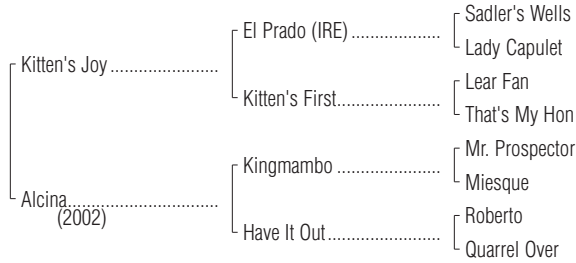 Sadler's Wells
El Prado (IRE) ....................
Lady Capulet
Kitten's Joy ........................
Lear Fan
Kitten's First.......................
That's My Hon
Mr. Prospector
Kingmambo .......................
Miesque
Alcina.................................
(2002)
Roberto
Have It Out.........................
Quarrel Over